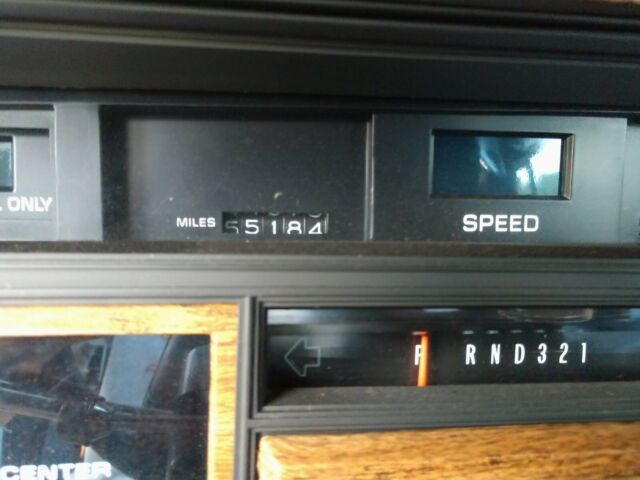 L ONLY
MILES 55184
SPEED
P R N D 3 2 1
CENTER